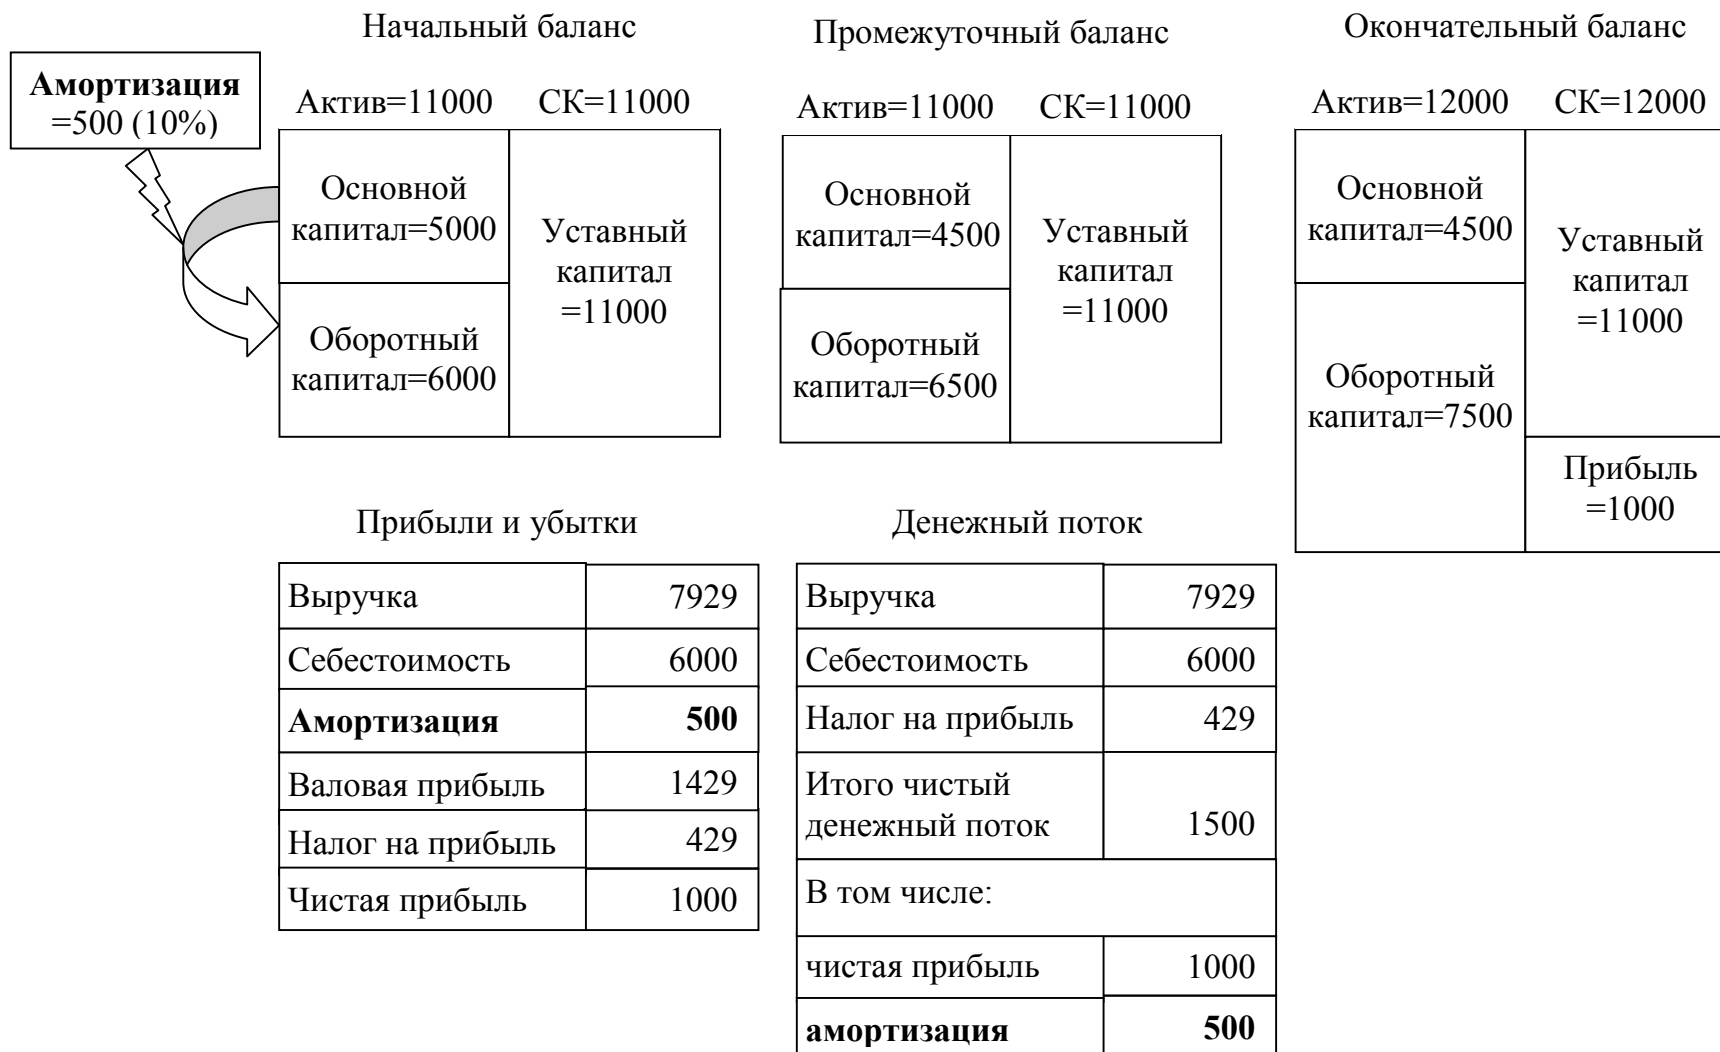 Начальный баланс
Промежуточный баланс
Окончательный баланс
Амортизация
=500 (10%)
Актив=11000 СК=11000
Основной
капитал=5000
Оборотный
капитал=6000
Уставный
капитал
=11000
Актив=11000 СК=11000
Основной
капитал=4500
Оборотный
капитал=6500
Уставный
капитал
=11000
Актив=12000 СК=12000
Основной
капитал=4500
Оборотный
капитал=7500
Уставный
капитал
=11000
Прибыль
=1000
Прибыли и убытки
Выручка 7929
Себестоимость 6000
Амортизация 500
Валовая прибыль 1429
Налог на прибыль 429
Чистая прибыль 1000
Денежный поток
Выручка 7929
Себестоимость 6000
Налог на прибыль 429
Итого чистый
денежный поток 1500
В том числе:
чистая прибыль 1000
амортизация 500